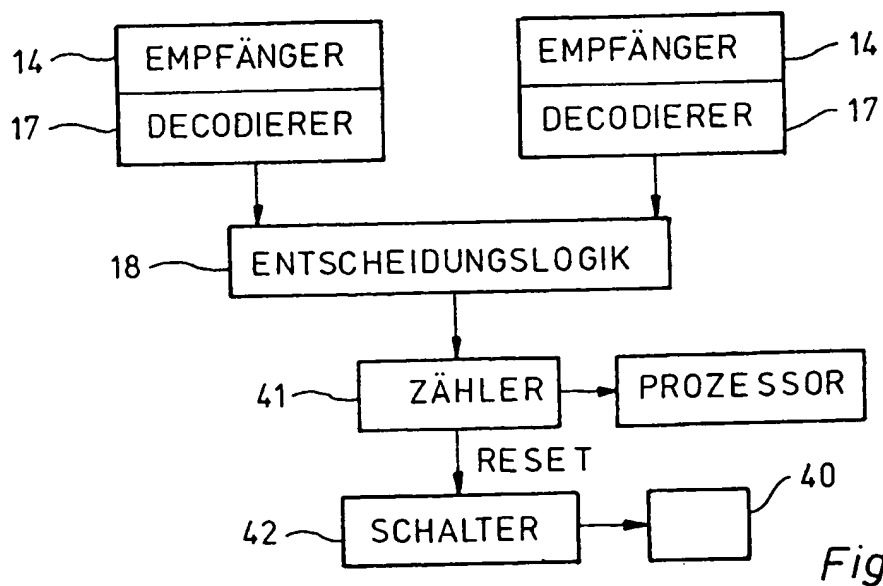 14 EMPFÄNGER EMPFÄNGER 14
17 DECODIERER DECODIERER 17
18 ENTSCHEIDUNGSLOGIK
41 ZÄHLER PROZESSOR
RESET
40
42 SCHALTER
Fig